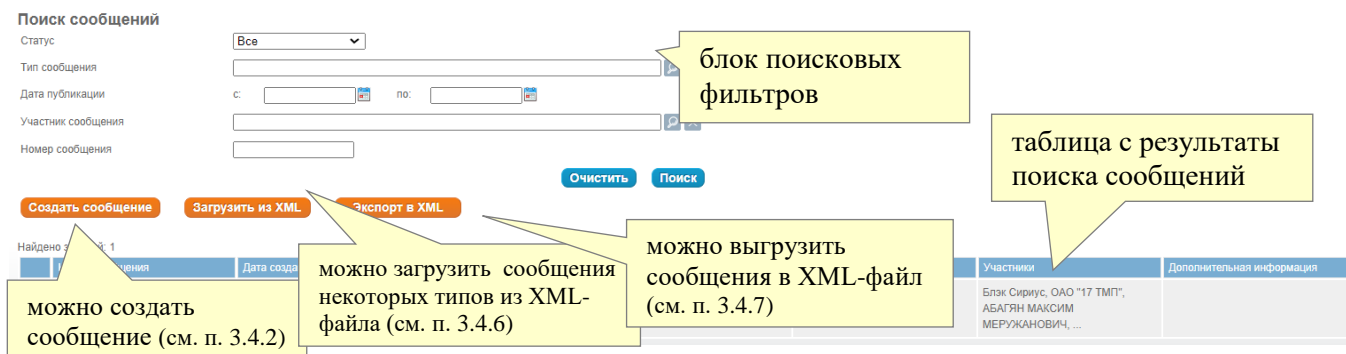 Поиск сообщений
Статус
Все
Тип сообщения
Дата публикации
с:
по:
Участник сообщения
Номер сообщения
блок поисковых
фильтров
таблица с результаты
поиска сообщений
Очистить
Поиск
Создать сообщение
Загрузить из XML
Экспорт в XML
можно создать
сообщение (см. п. 3.4.2)
можно загрузить сообщения
некоторых типов из XML-
файла (см. п. 3.4.6)
можно выгрузить
сообщения в XML-файл
(см. п. 3.4.7)
Найдено : 1
Дата
Участники
Дополнительная информация
Блэк Сириус, ОАО "17 ТМП",
АБАГЯН МАКСИМ
МЕРУЖАНОВИЧ, ...